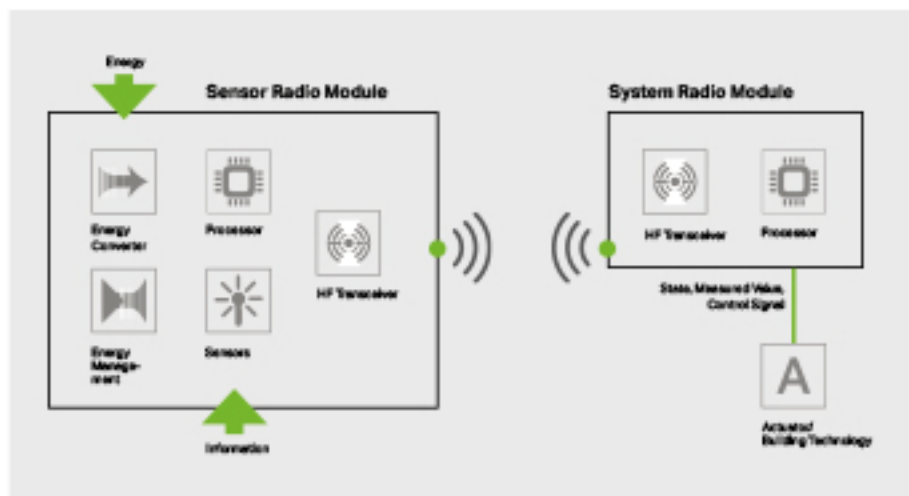 Energy
Sensor Radio Module
System Radio Module
Energy
Converter
Processor
HF Transceiver
HF Transceiver
Processor
Energy
Manage-
ment
Sensors
State, Measured Value,
Control Signal
Information
A
Building Technology